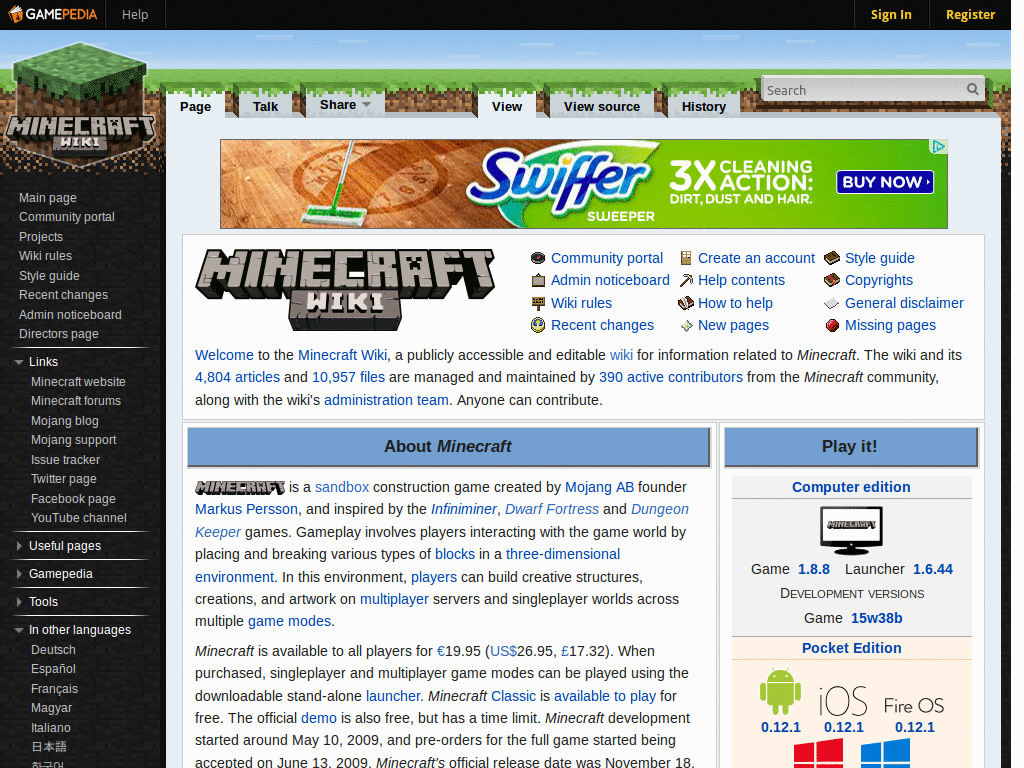 GAMEPEDIA Help Sign In Register
MINECRAFT
WIKI
Page Talk Share View View source History Search
Swiffer
SWEEPER
3X CLEANING
ACTION:
DIRT, DUST AND HAIR.
BUY NOW
Main page
Community portal
Projects
Wiki rules
Style guide
Recent changes
Admin noticeboard
Directors page
Links
Minecraft website
Minecraft forums
Mojang blog
Mojang support
Issue tracker
Twitter page
Facebook page
YouTube channel
Useful pages
Gamepedia
Tools
In other languages
Deutsch
Español
Français
Magyar
Italiano
日本語
한국어
MINECRAFT
WIKI
Community portal Create an account Style guide
Admin noticeboard Help contents Copyrights
Wiki rules How to help General disclaimer
Recent changes New pages Missing pages
Welcome to the Minecraft Wiki, a publicly accessible and editable wiki for information related to Minecraft. The wiki and its
4,804 articles and 10,957 files are managed and maintained by 390 active contributors from the Minecraft community,
along with the wiki's administration team. Anyone can contribute.
About Minecraft
MINECRAFT is a sandbox construction game created by Mojang AB founder
Markus Persson, and inspired by the Infiniminer, Dwarf Fortress and Dungeon
Keeper games. Gameplay involves players interacting with the game world by
placing and breaking various types of blocks in a three-dimensional
environment. In this environment, players can build creative structures,
creations, and artwork on multiplayer servers and singleplayer worlds across
multiple game modes.
Minecraft is available to all players for €19.95 (US$26.95, £17.32). When
purchased, singleplayer and multiplayer game modes can be played using the
downloadable stand-alone launcher. Minecraft Classic is available to play for
free. The official demo is also free, but has a time limit. Minecraft development
started around May 10, 2009, and pre-orders for the full game started being
accepted on June 13, 2009. Minecraft's official release date was November 18,
Play it!
Computer edition
MINECRAFT
Game 1.8.8 Launcher 1.6.44
DEVELOPMENT VERSIONS
Game 15w38b
Pocket Edition
iOS Fire OS
0.12.1 0.12.1 0.12.1